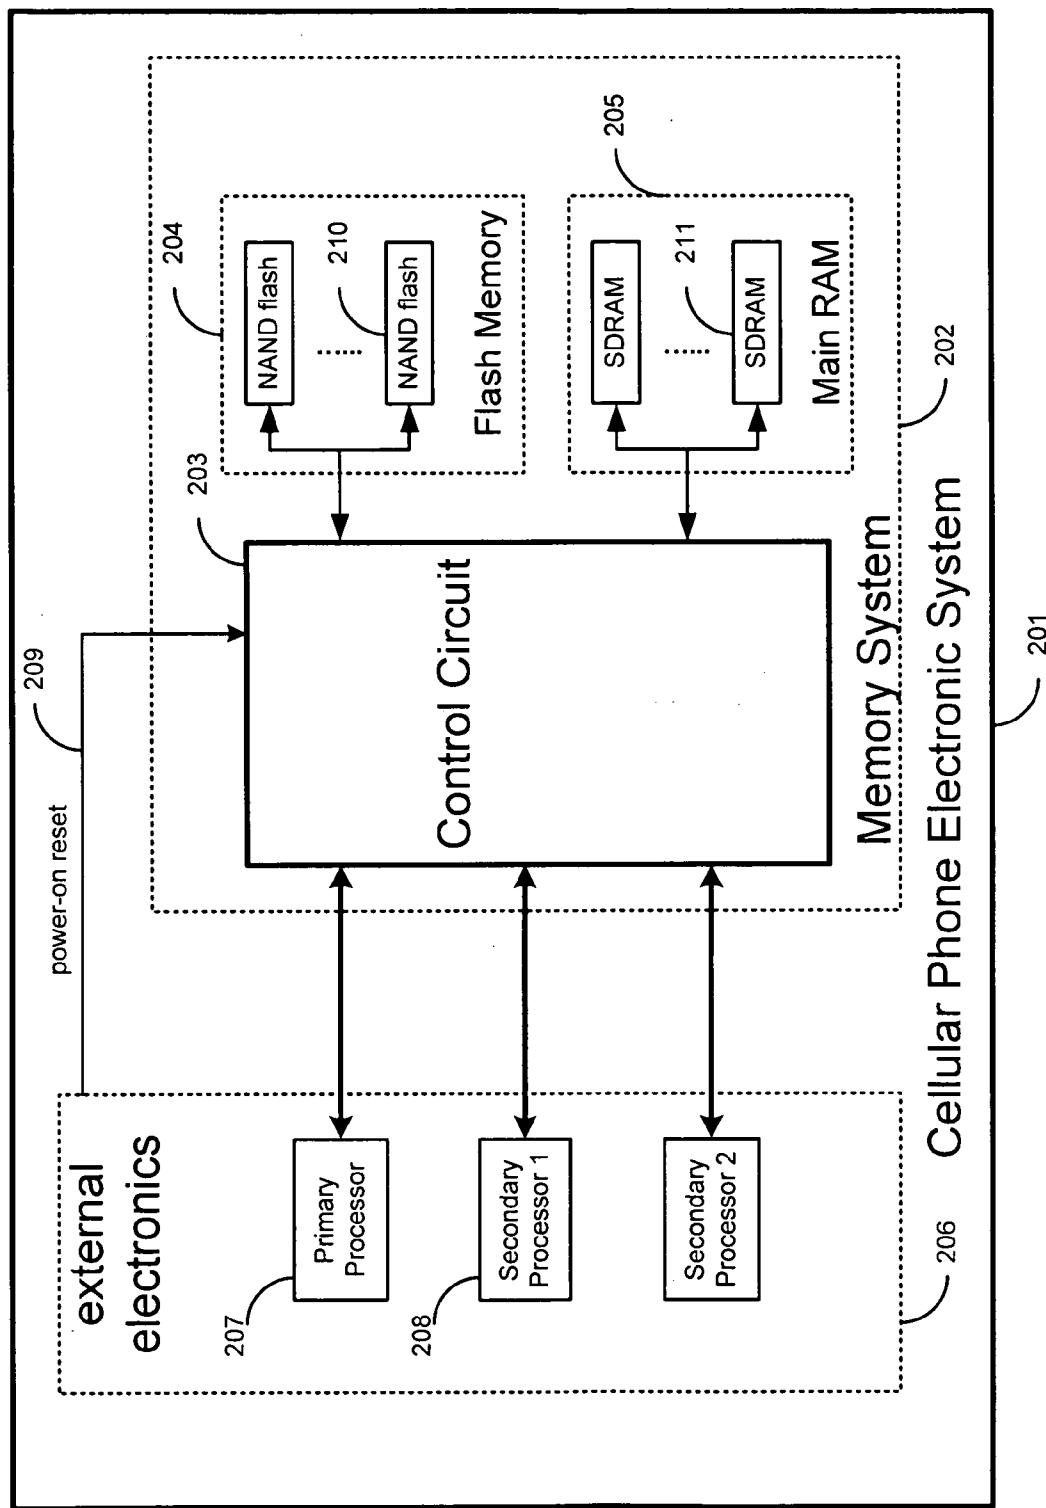 209
power-on reset
external
electronics
207
Primary
Processor
208
Secondary
Processor 1
Secondary
Processor 2
206
203
Control Circuit
204
NAND flash
210
NAND flash
Flash Memory
205
SDRAM
211
SDRAM
Main RAM
Memory System
202
Cellular Phone Electronic System
201